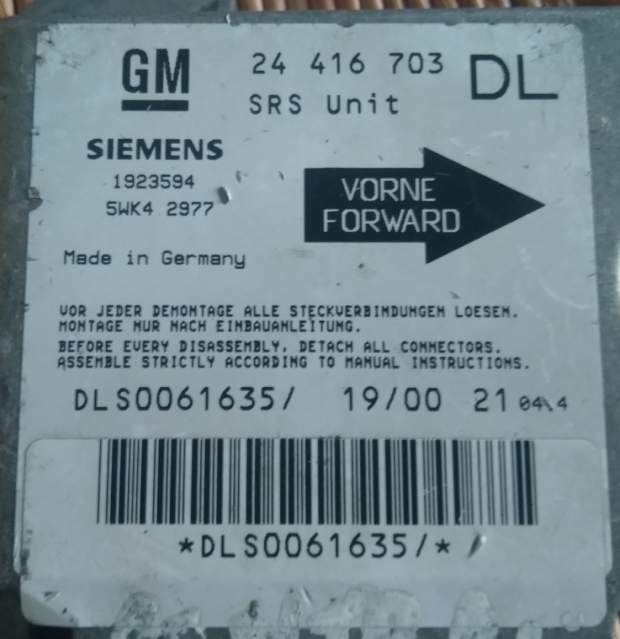 GM 24 416 703 DL
SRS Unit
SIEMENS
1923594
5WK4 2977
VORNE
FORWARD
Made in Germany
VOR JEDER DEMONTAGE ALLE STECKVERBINDUNGEN LOESEN.
MONTAGE NUR NACH EINBAUANLEITUNG.
BEFORE EVERY DISASSEMBLY, DETACH ALL CONNECTORS.
ASSEMBLE STRICTLY ACCORDING TO MANUAL INSTRUCTIONS.
DLS0061635/ 19/00 21 04\4
*DLS0061635/*